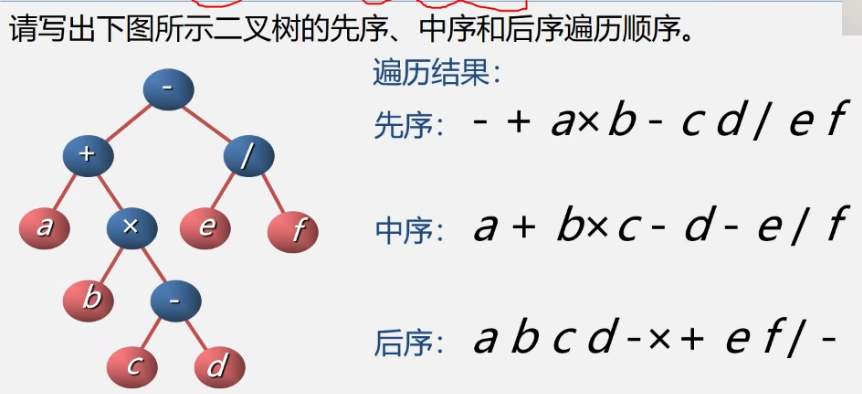 请写出下图所示二叉树的先序、中序和后序遍历顺序。
遍历结果：
先序： - + a×b - c d / e f
中序： a + b×c - d - e / f
后序： a b c d -×+ e f / -
-
+ /
a × e f
b -
c d